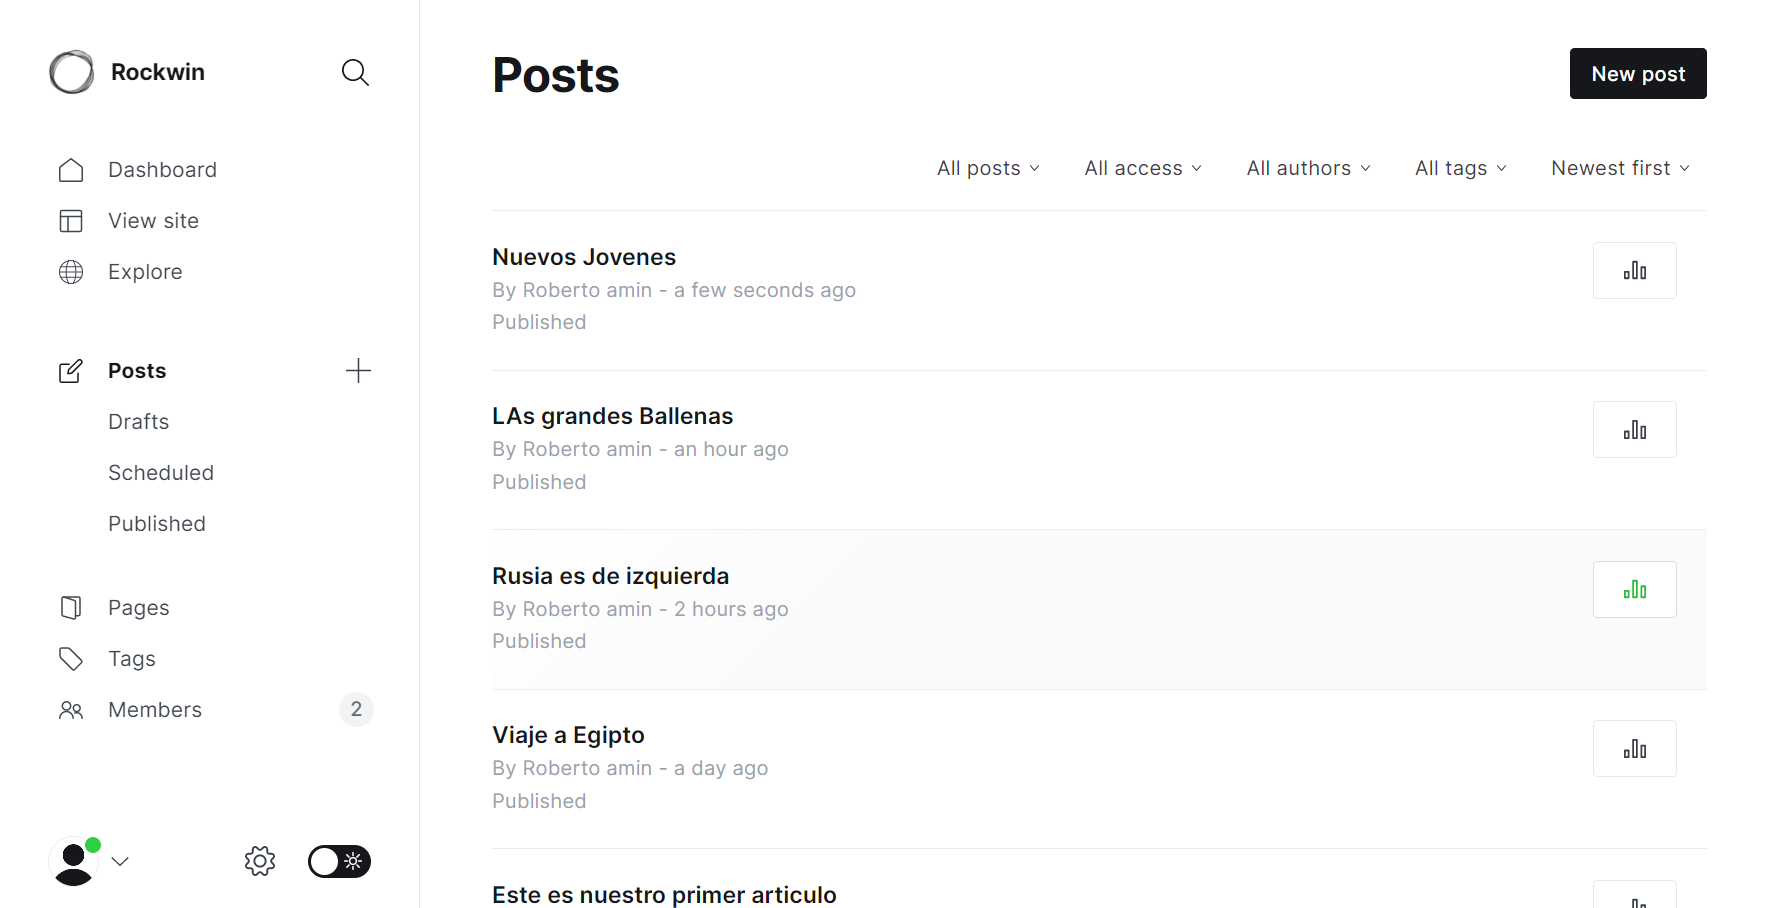 Rockwin
Dashboard
View site
Explore
Posts
Drafts
Scheduled
Published
Pages
Tags
Members 2
Posts
New post
All posts All access All authors All tags Newest first
Nuevos Jovenes
By Roberto amin - a few seconds ago
Published
LAs grandes Ballenas
By Roberto amin - an hour ago
Published
Rusia es de izquierda
By Roberto amin - 2 hours ago
Published
Viaje a Egipto
By Roberto amin - a day ago
Published
Este es nuestro primer articulo